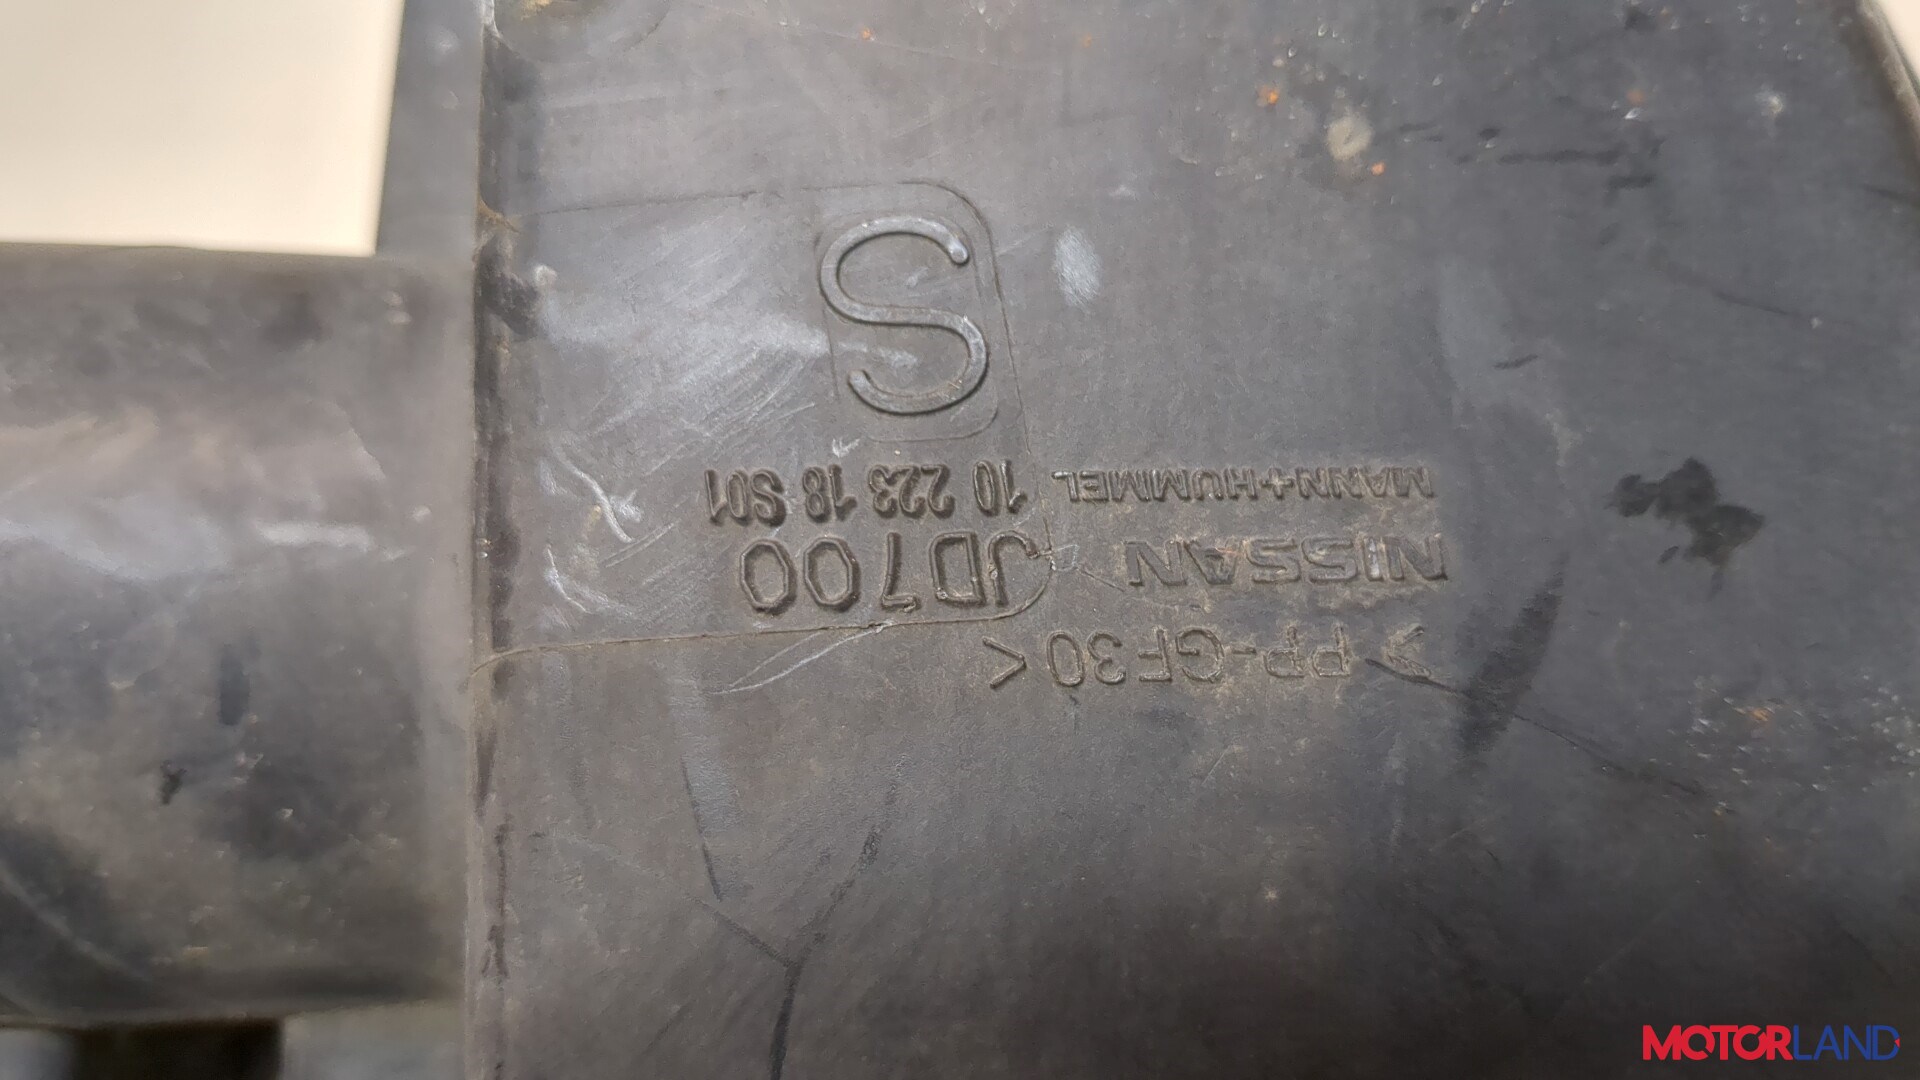 >PP-GF30<
NISSAN JD700
MANN+HUMMEL 10 223 18 S01
S
MOTORLAND